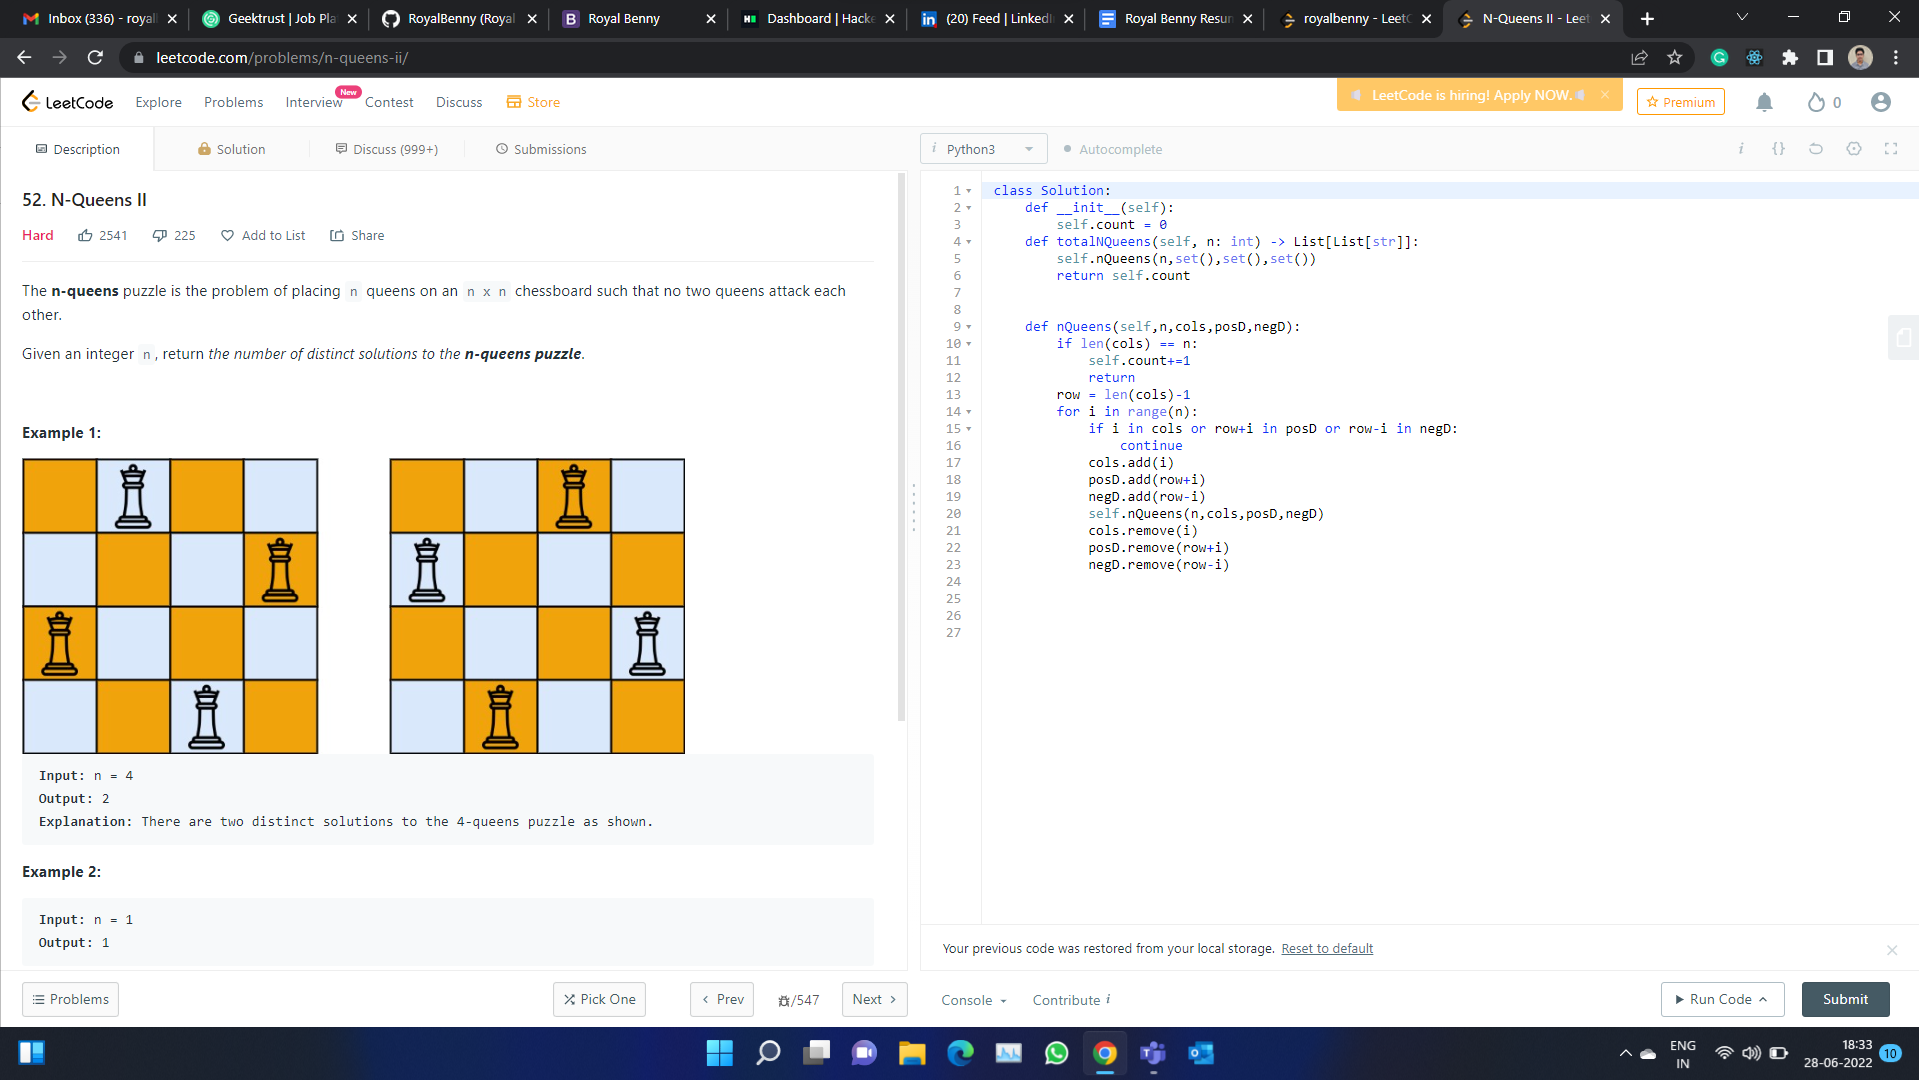 Inbox (336) - royal
Geektrust | Job Pla
RoyalBenny (Royal
Royal Benny
Dashboard | Hacke
(20) Feed | LinkedI
Royal Benny Resum
royalbenny - LeetC
N-Queens II - Leet
leetcode.com/problems/n-queens-ii/
LeetCode
Explore
Problems
Interview
New
Contest
Discuss
Store
LeetCode is hiring! Apply NOW.
Premium
0
Description
Solution
Discuss (999+)
Submissions
i Python3
Autocomplete
52. N-Queens II
Hard
2541
225
Add to List
Share
The n-queens puzzle is the problem of placing n queens on an n x n chessboard such that no two queens attack each
other.
Given an integer n, return the number of distinct solutions to the n-queens puzzle.
Example 1:
Input: n = 4
Output: 2
Explanation: There are two distinct solutions to the 4-queens puzzle as shown.
Example 2:
Input: n = 1
Output: 1
1 class Solution:
2 def __init__(self):
3 self.count = 0
4 def totalNQueens(self, n: int) -> List[List[str]]:
5 self.nQueens(n,set(),set(),set())
6 return self.count
7
8
9 def nQueens(self,n,cols,posD,negD):
10 if len(cols) == n:
11 self.count+=1
12 return
13 row = len(cols)-1
14 for i in range(n):
15 if i in cols or row+i in posD or row-i in negD:
16 continue
17 cols.add(i)
18 posD.add(row+i)
19 negD.add(row-i)
20 self.nQueens(n,cols,posD,negD)
21 cols.remove(i)
22 posD.remove(row+i)
23 negD.remove(row-i)
24
25
26
27
Your previous code was restored from your local storage. Reset to default
Problems
Pick One
Prev
/547
Next
Console
Contribute i
Run Code
Submit
ENG
IN
18:33
28-06-2022
10